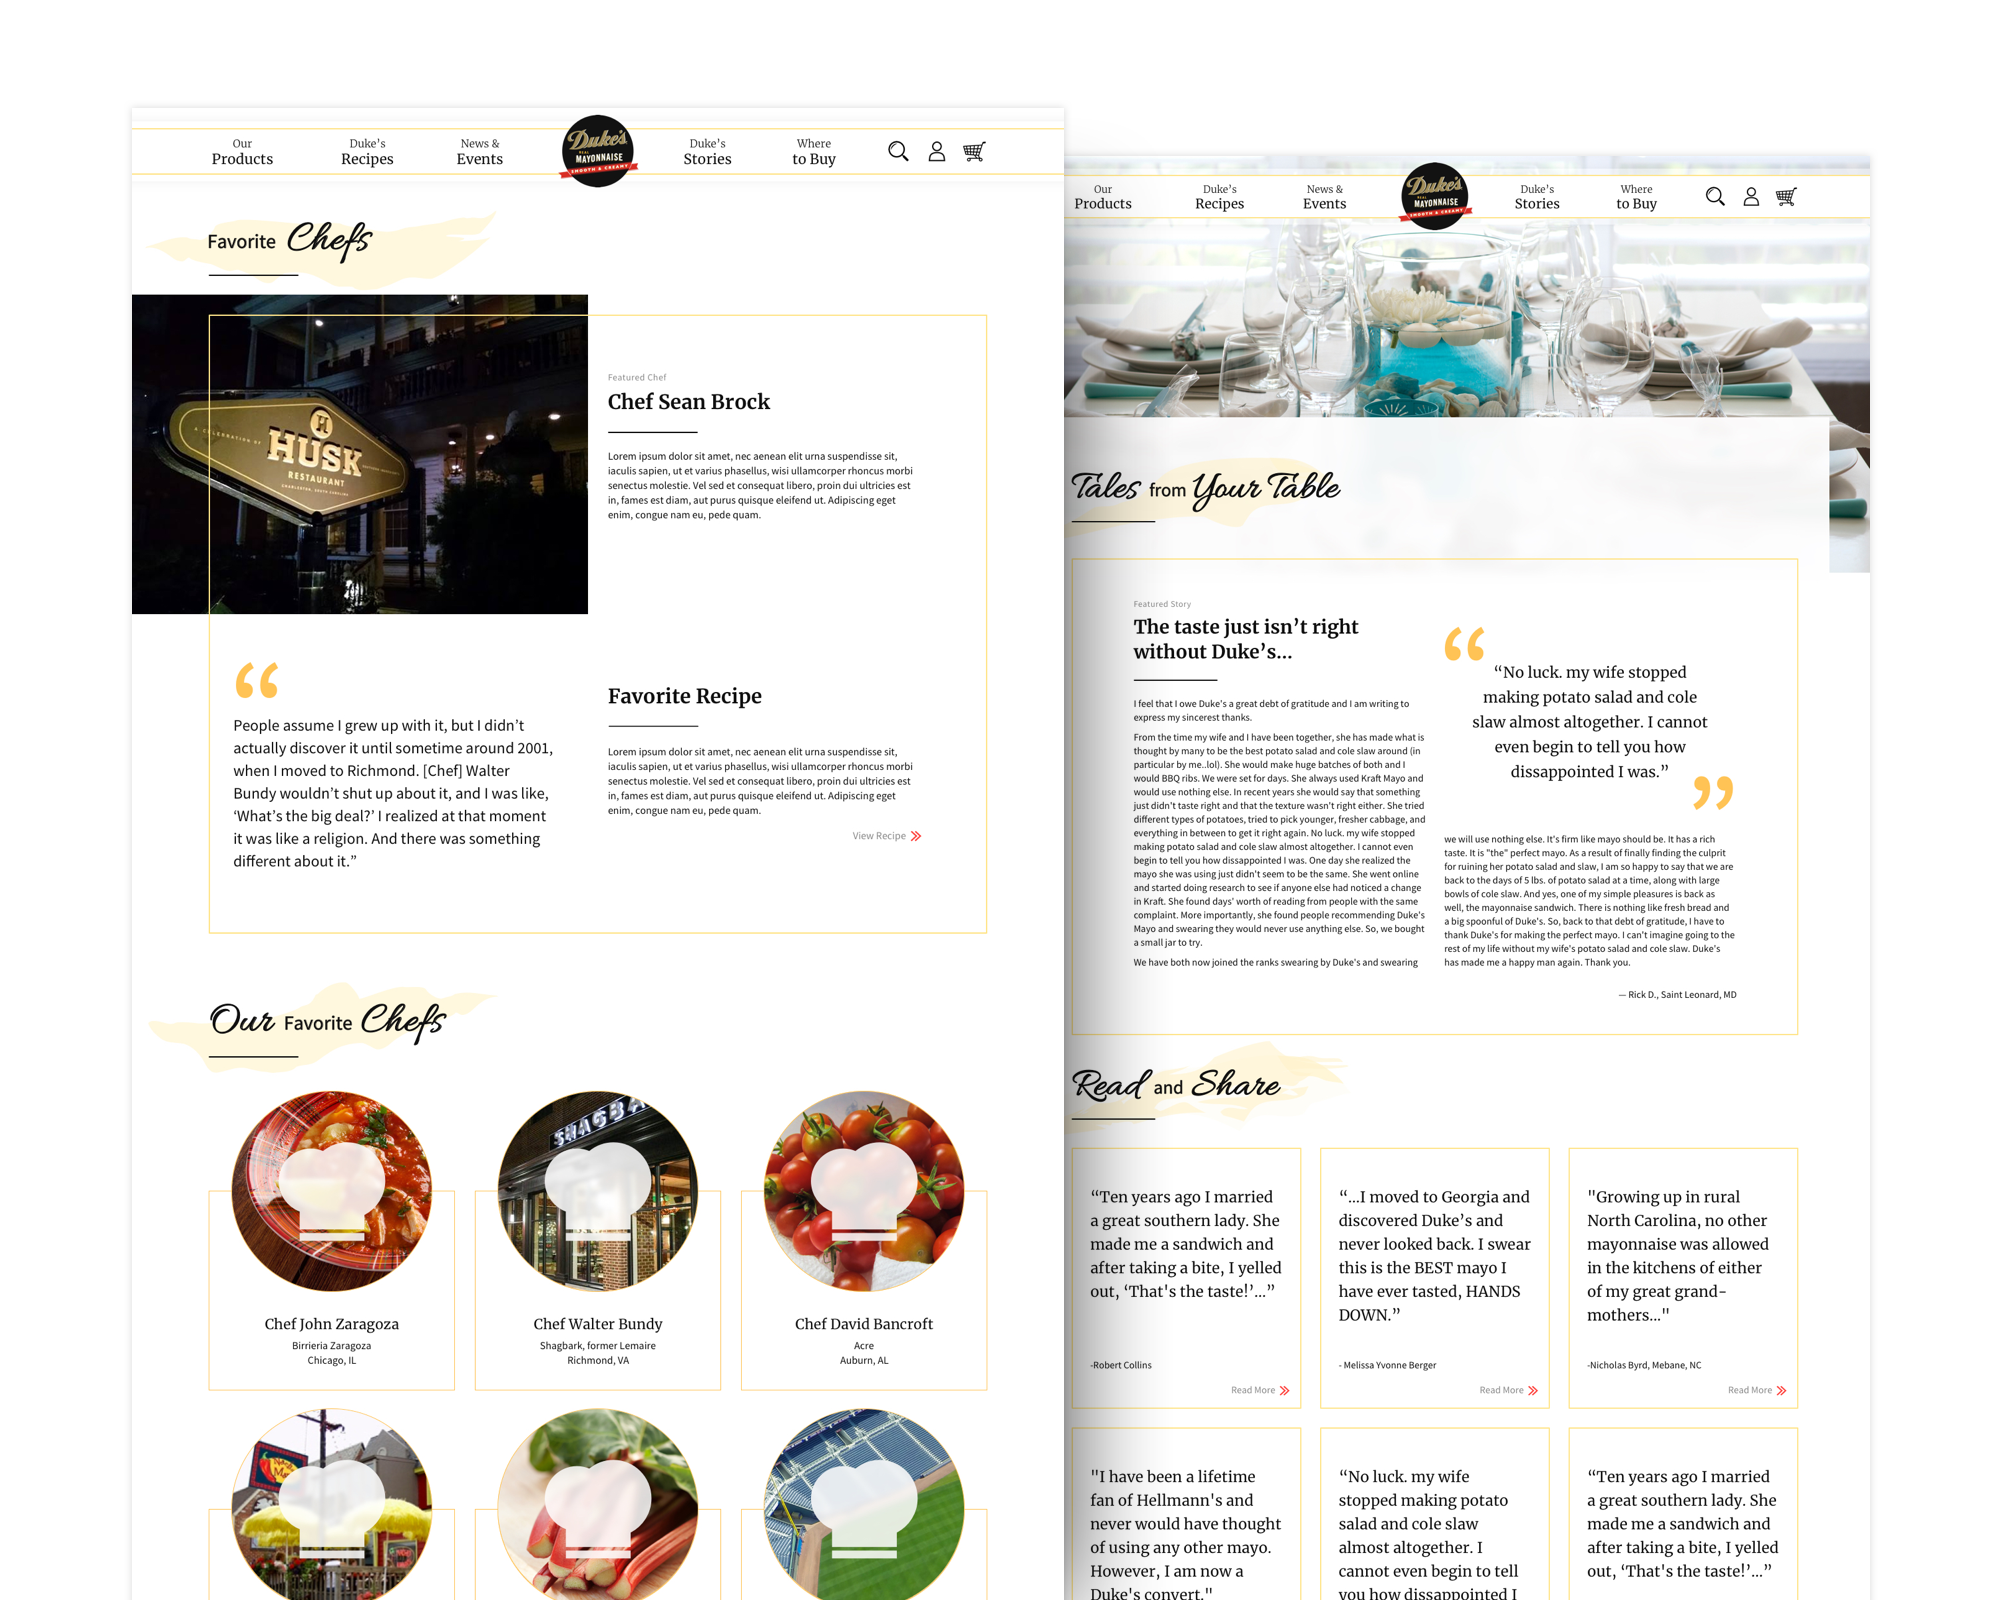 Our
Products
Duke's
Recipes
News &
Events
Duke's
REAL
MAYONNAISE
SMOOTH & CREAMY
Duke's
Stories
Where
to Buy
Favorite Chefs
A CELEBRATION OF
H
HUSK
RESTAURANT
CHARLESTON, SOUTH CAROLINA
Featured Chef
Chef Sean Brock
Lorem ipsum dolor sit amet, nec aenean elit urna suspendisse sit,
iaculis sapien, ut et varius phasellus, wisi ullamcorper rhoncus morbi
senectus molestie. Vel sed et consequat libero, proin dui ultricies est
in, fames est diam, aut purus quisque eleifend ut. Adipiscing eget
enim, congue nam eu, pede quam.
“
People assume I grew up with it, but I didn’t
actually discover it until sometime around 2001,
when I moved to Richmond. [Chef] Walter
Bundy wouldn’t shut up about it, and I was like,
‘What’s the big deal?’ I realized at that moment
it was like a religion. And there was something
different about it.”
Favorite Recipe
Lorem ipsum dolor sit amet, nec aenean elit urna suspendisse sit,
iaculis sapien, ut et varius phasellus, wisi ullamcorper rhoncus morbi
senectus molestie. Vel sed et consequat libero, proin dui ultricies est
in, fames est diam, aut purus quisque eleifend ut. Adipiscing eget
enim, congue nam eu, pede quam.
View Recipe
Our Favorite Chefs
SHAGBA
Chef John Zaragoza
Birrieria Zaragoza
Chicago, IL
Chef Walter Bundy
Shagbark, former Lemaire
Richmond, VA
Chef David Bancroft
Acre
Auburn, AL
Our
Products
Duke's
Recipes
News &
Events
Duke's
REAL
MAYONNAISE
SMOOTH & CREAMY
Duke's
Stories
Where
to Buy
Tales from Your Table
Featured Story
The taste just isn’t right
without Duke’s...
I feel that I owe Duke's a great debt of gratitude and I am writing to
express my sincerest thanks.
From the time my wife and I have been together, she has made what is
thought by many to be the best potato salad and cole slaw around (in
particular by me..lol). She would make huge batches of both and I
would BBQ ribs. We were set for days. She always used Kraft Mayo and
would use nothing else. In recent years she would say that something
just didn't taste right and that the texture wasn't right either. She tried
different types of potatoes, tried to pick younger, fresher cabbage, and
everything in between to get it right again. No luck. my wife stopped
making potato salad and cole slaw almost altogether. I cannot even
begin to tell you how dissappointed I was. One day she realized the
mayo she was using just didn't seem to be the same. She went online
and started doing research to see if anyone else had noticed a change
in Kraft. She found days' worth of reading from people with the same
complaint. More importantly, she found people recommending Duke's
Mayo and swearing they would never use anything else. So, we bought
a small jar to try.
We have both now joined the ranks swearing by Duke's and swearing
“
“No luck. my wife stopped
making potato salad and cole
slaw almost altogether. I cannot
even begin to tell you how
dissappointed I was.”
”
we will use nothing else. It's firm like mayo should be. It has a rich
taste. It is "the" perfect mayo. As a result of finally finding the culprit
for ruining her potato salad and slaw, I am so happy to say that we are
back to the days of 5 lbs. of potato salad at a time, along with large
bowls of cole slaw. And yes, one of my simple pleasures is back as
well, the mayonnaise sandwich. There is nothing like fresh bread and
a big spoonful of Duke's. So, back to that debt of gratitude, I have to
thank Duke's for making the perfect mayo. I can't imagine going to the
rest of my life without my wife's potato salad and cole slaw. Duke's
has made me a happy man again. Thank you.
— Rick D., Saint Leonard, MD
Read and Share
“Ten years ago I married
a great southern lady. She
made me a sandwich and
after taking a bite, I yelled
out, ‘That's the taste!’...”
-Robert Collins
Read More
“...I moved to Georgia and
discovered Duke’s and
never looked back. I swear
this is the BEST mayo I
have ever tasted, HANDS
DOWN.”
- Melissa Yvonne Berger
Read More
"Growing up in rural
North Carolina, no other
mayonnaise was allowed
in the kitchens of either
of my great grand-
mothers..."
-Nicholas Byrd, Mebane, NC
Read More
"I have been a lifetime
fan of Hellmann's and
never would have thought
of using any other mayo.
However, I am now a
Duke's convert."
“No luck. my wife
stopped making potato
salad and cole slaw
almost altogether. I
cannot even begin to tell
you how dissappointed I
“Ten years ago I married
a great southern lady. She
made me a sandwich and
after taking a bite, I yelled
out, ‘That's the taste!’...”